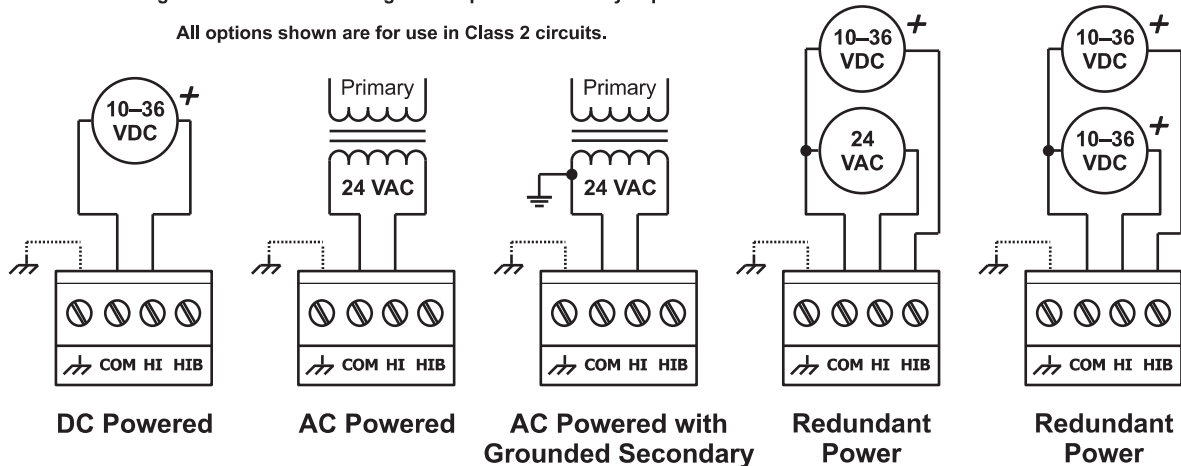 All options shown are for use in Class 2 circuits.
10–36
VDC
+
Primary
24 VAC
Primary
24 VAC
10–36
VDC
+
24
VAC
10–36
VDC
+
10–36
VDC
+
COM HI HIB
COM HI HIB
COM HI HIB
COM HI HIB
COM HI HIB
DC Powered
AC Powered
AC Powered with
Grounded Secondary
Redundant
Power
Redundant
Power